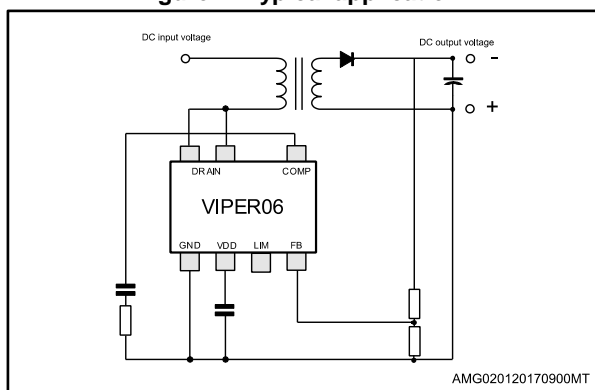 DC input voltage
DC output voltage
-
+
DRAIN
COMP
VIPER06
GND
VDD
LIM
FB
AMG020120170900MT